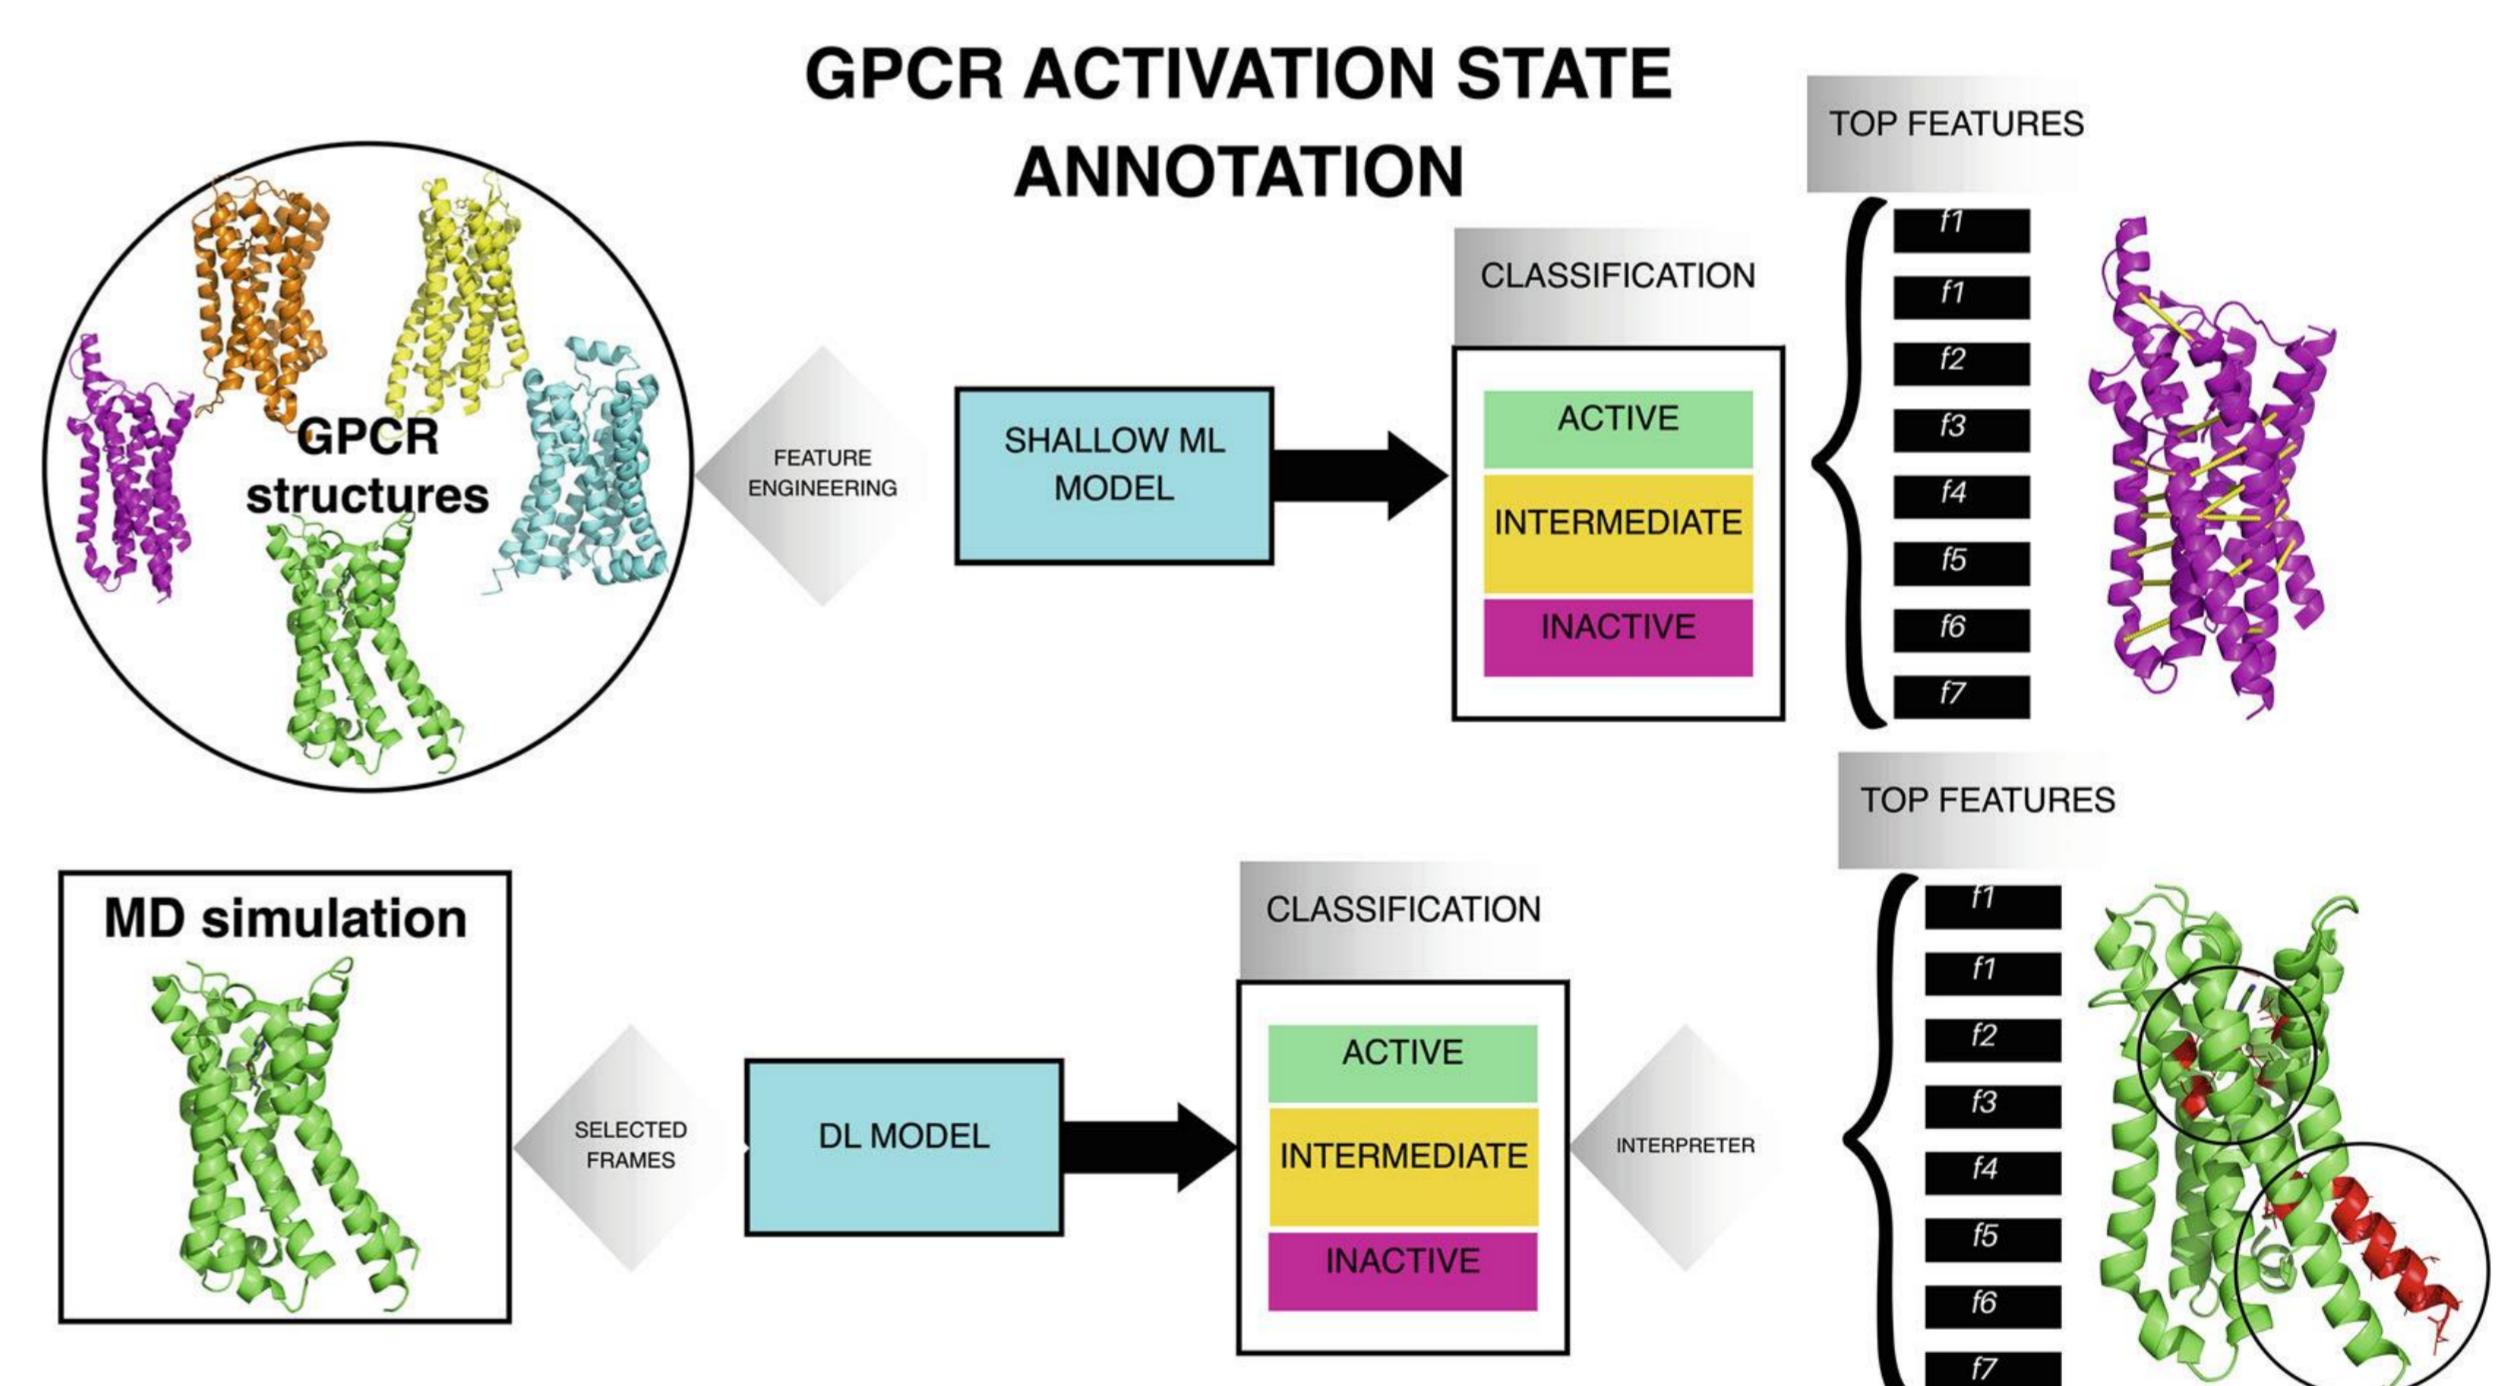 GPCR ACTIVATION STATE
ANNOTATION
GPCR
structures
FEATURE
ENGINEERING
SHALLOW ML
MODEL
CLASSIFICATION
ACTIVE
INTERMEDIATE
INACTIVE
TOP FEATURES
f1
f1
f2
f3
f4
f5
f6
f7
MD simulation
SELECTED
FRAMES
DL MODEL
CLASSIFICATION
ACTIVE
INTERMEDIATE
INACTIVE
INTERPRETER
TOP FEATURES
f1
f1
f2
f3
f4
f5
f6
f7